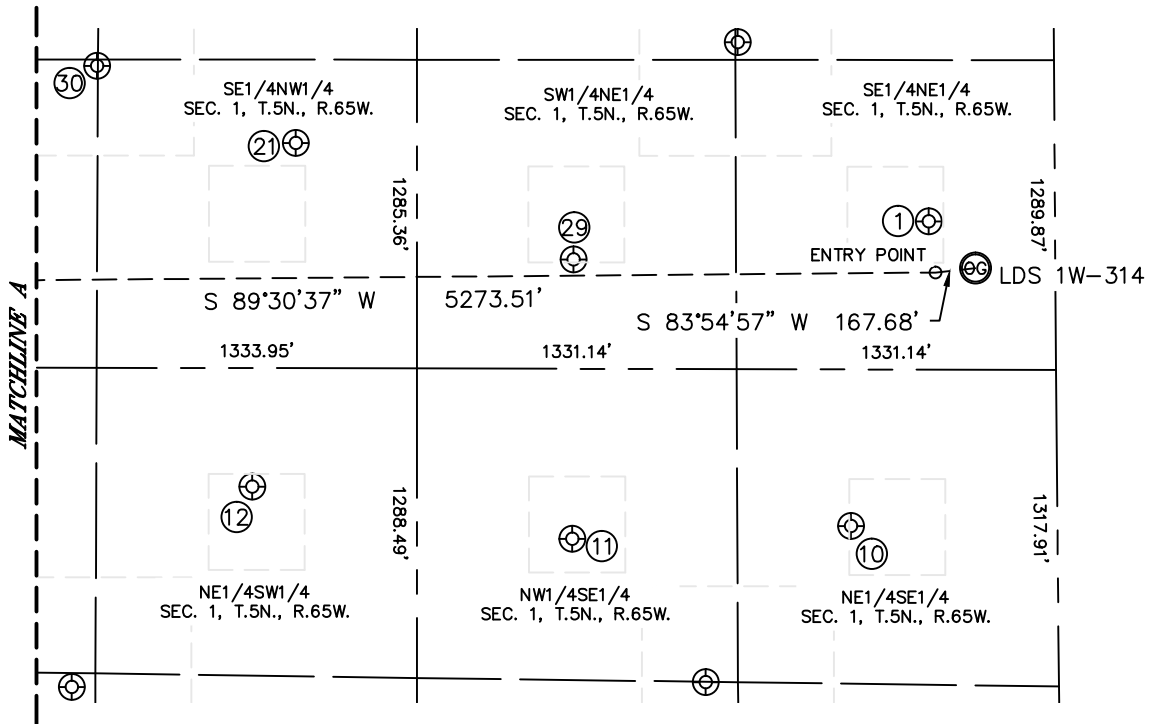 30
SE1/4NW1/4
SEC. 1, T.5N., R.65W.
SW1/4NE1/4
SEC. 1, T.5N., R.65W.
SE1/4NE1/4
SEC. 1, T.5N., R.65W.
21
1285.36'
29
1
1289.87'
ENTRY POINT
OG LDS 1W-314
MATCHLINE A
S 89°30'37" W 5273.51'
S 83°54'57" W 167.68'
1333.95'
1331.14'
1331.14'
12
1288.49'
11
10
1317.91'
NE1/4SW1/4
SEC. 1, T.5N., R.65W.
NW1/4SE1/4
SEC. 1, T.5N., R.65W.
NE1/4SE1/4
SEC. 1, T.5N., R.65W.